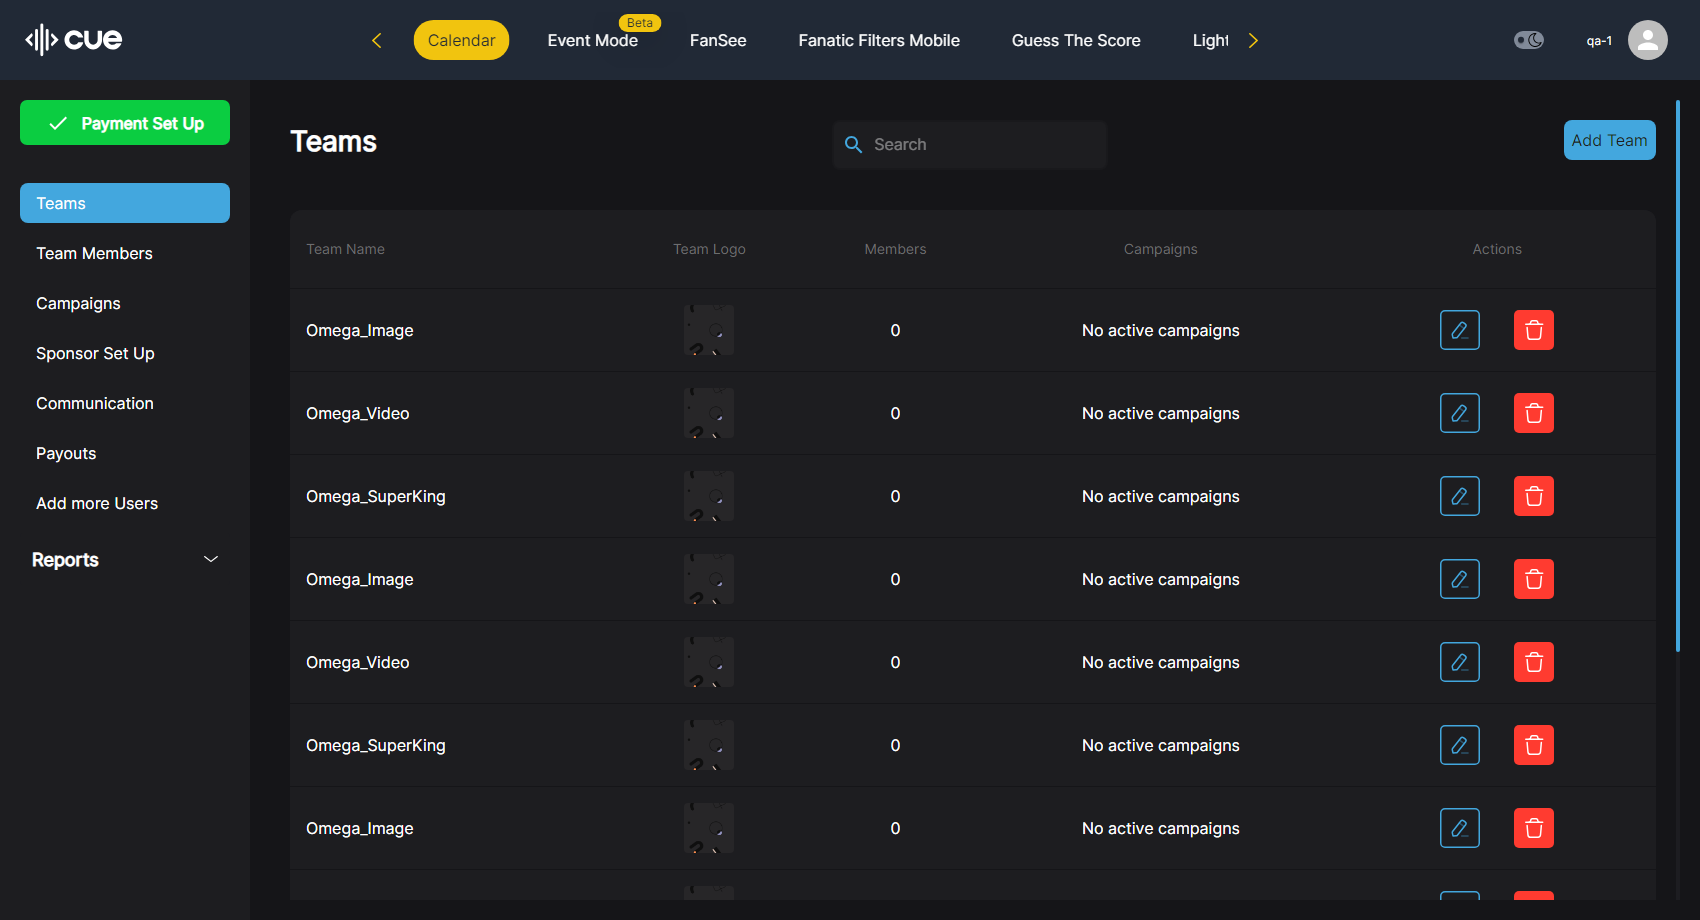 cue
Calendar
Event Mode
Beta
FanSee
Fanatic Filters Mobile
Guess The Score
Light
qa-1
Payment Set Up
Teams
Team Members
Campaigns
Sponsor Set Up
Communication
Payouts
Add more Users
Reports
Teams
Search
Add Team
Team Name Team Logo Members Campaigns Actions
Omega_Image 0 No active campaigns
Omega_Video 0 No active campaigns
Omega_SuperKing 0 No active campaigns
Omega_Image 0 No active campaigns
Omega_Video 0 No active campaigns
Omega_SuperKing 0 No active campaigns
Omega_Image 0 No active campaigns